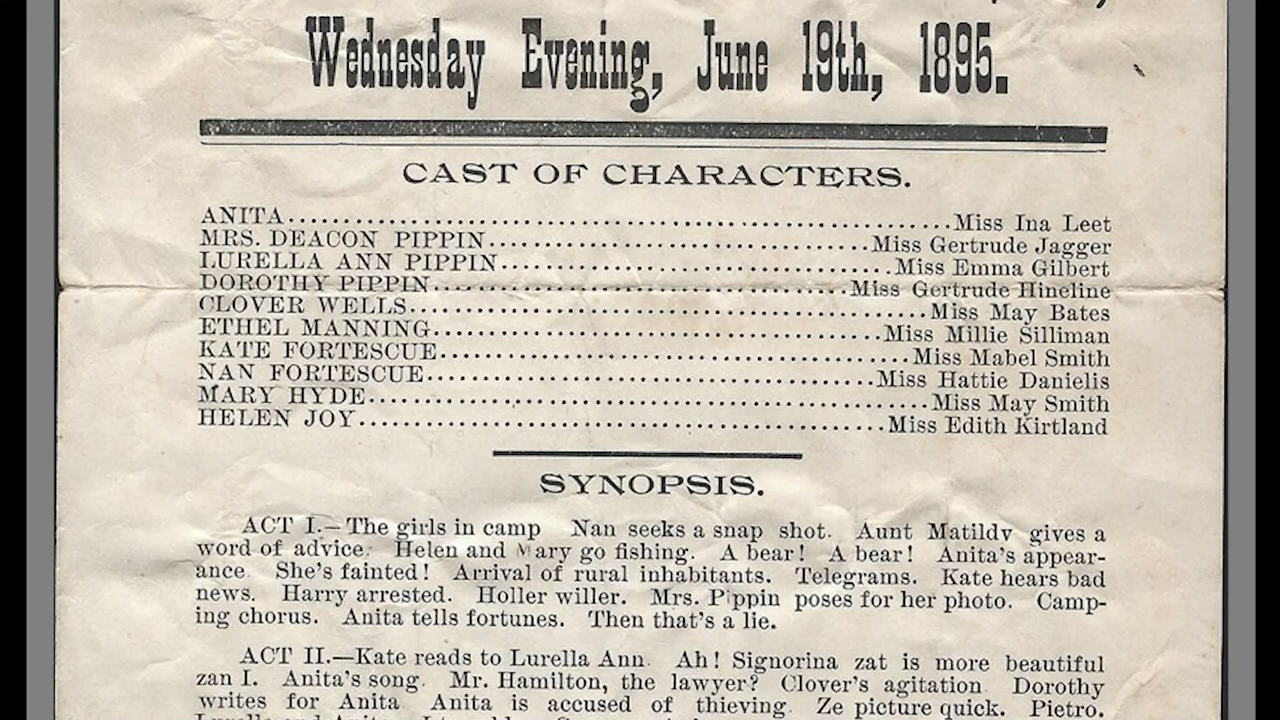 Wednesday Evening, June 19th, 1895.
CAST OF CHARACTERS.
ANITA........Miss Ina Leet
MRS. DEACON PIPPIN........Miss Gertrude Jagger
LURELLA ANN PIPPIN........Miss Emma Gilbert
DOROTHY PIPPIN........Miss Gertrude Hineline
CLOVER WELLS........Miss May Bates
ETHEL MANNING........Miss Millie Silliman
KATE FORTESCUE........Miss Mabel Smith
NAN FORTESCUE........Miss Hattie Danielis
MARY HYDE........Miss May Smith
HELEN JOY........Miss Edith Kirtland
SYNOPSIS.
ACT I.—The girls in camp Nan seeks a snap shot. Aunt Matildy gives a
word of advice. Helen and Mary go fishing. A bear! A bear! Anita's appear-
ance She's fainted! Arrival of rural inhabitants. Telegrams. Kate hears bad
news. Harry arrested. Holler willer. Mrs. Pippin poses for her photo. Camp-
ing chorus. Anita tells fortunes. Then that's a lie.
ACT II.—Kate reads to Lurella Ann. Ah! Signorina zat is more beautiful
zan I. Anita's song. Mr. Hamilton, the lawyer? Clover's agitation Dorothy
writes for Anita Anita is accused of thieving. Ze picture quick. Pietro.
Lurella and Anita